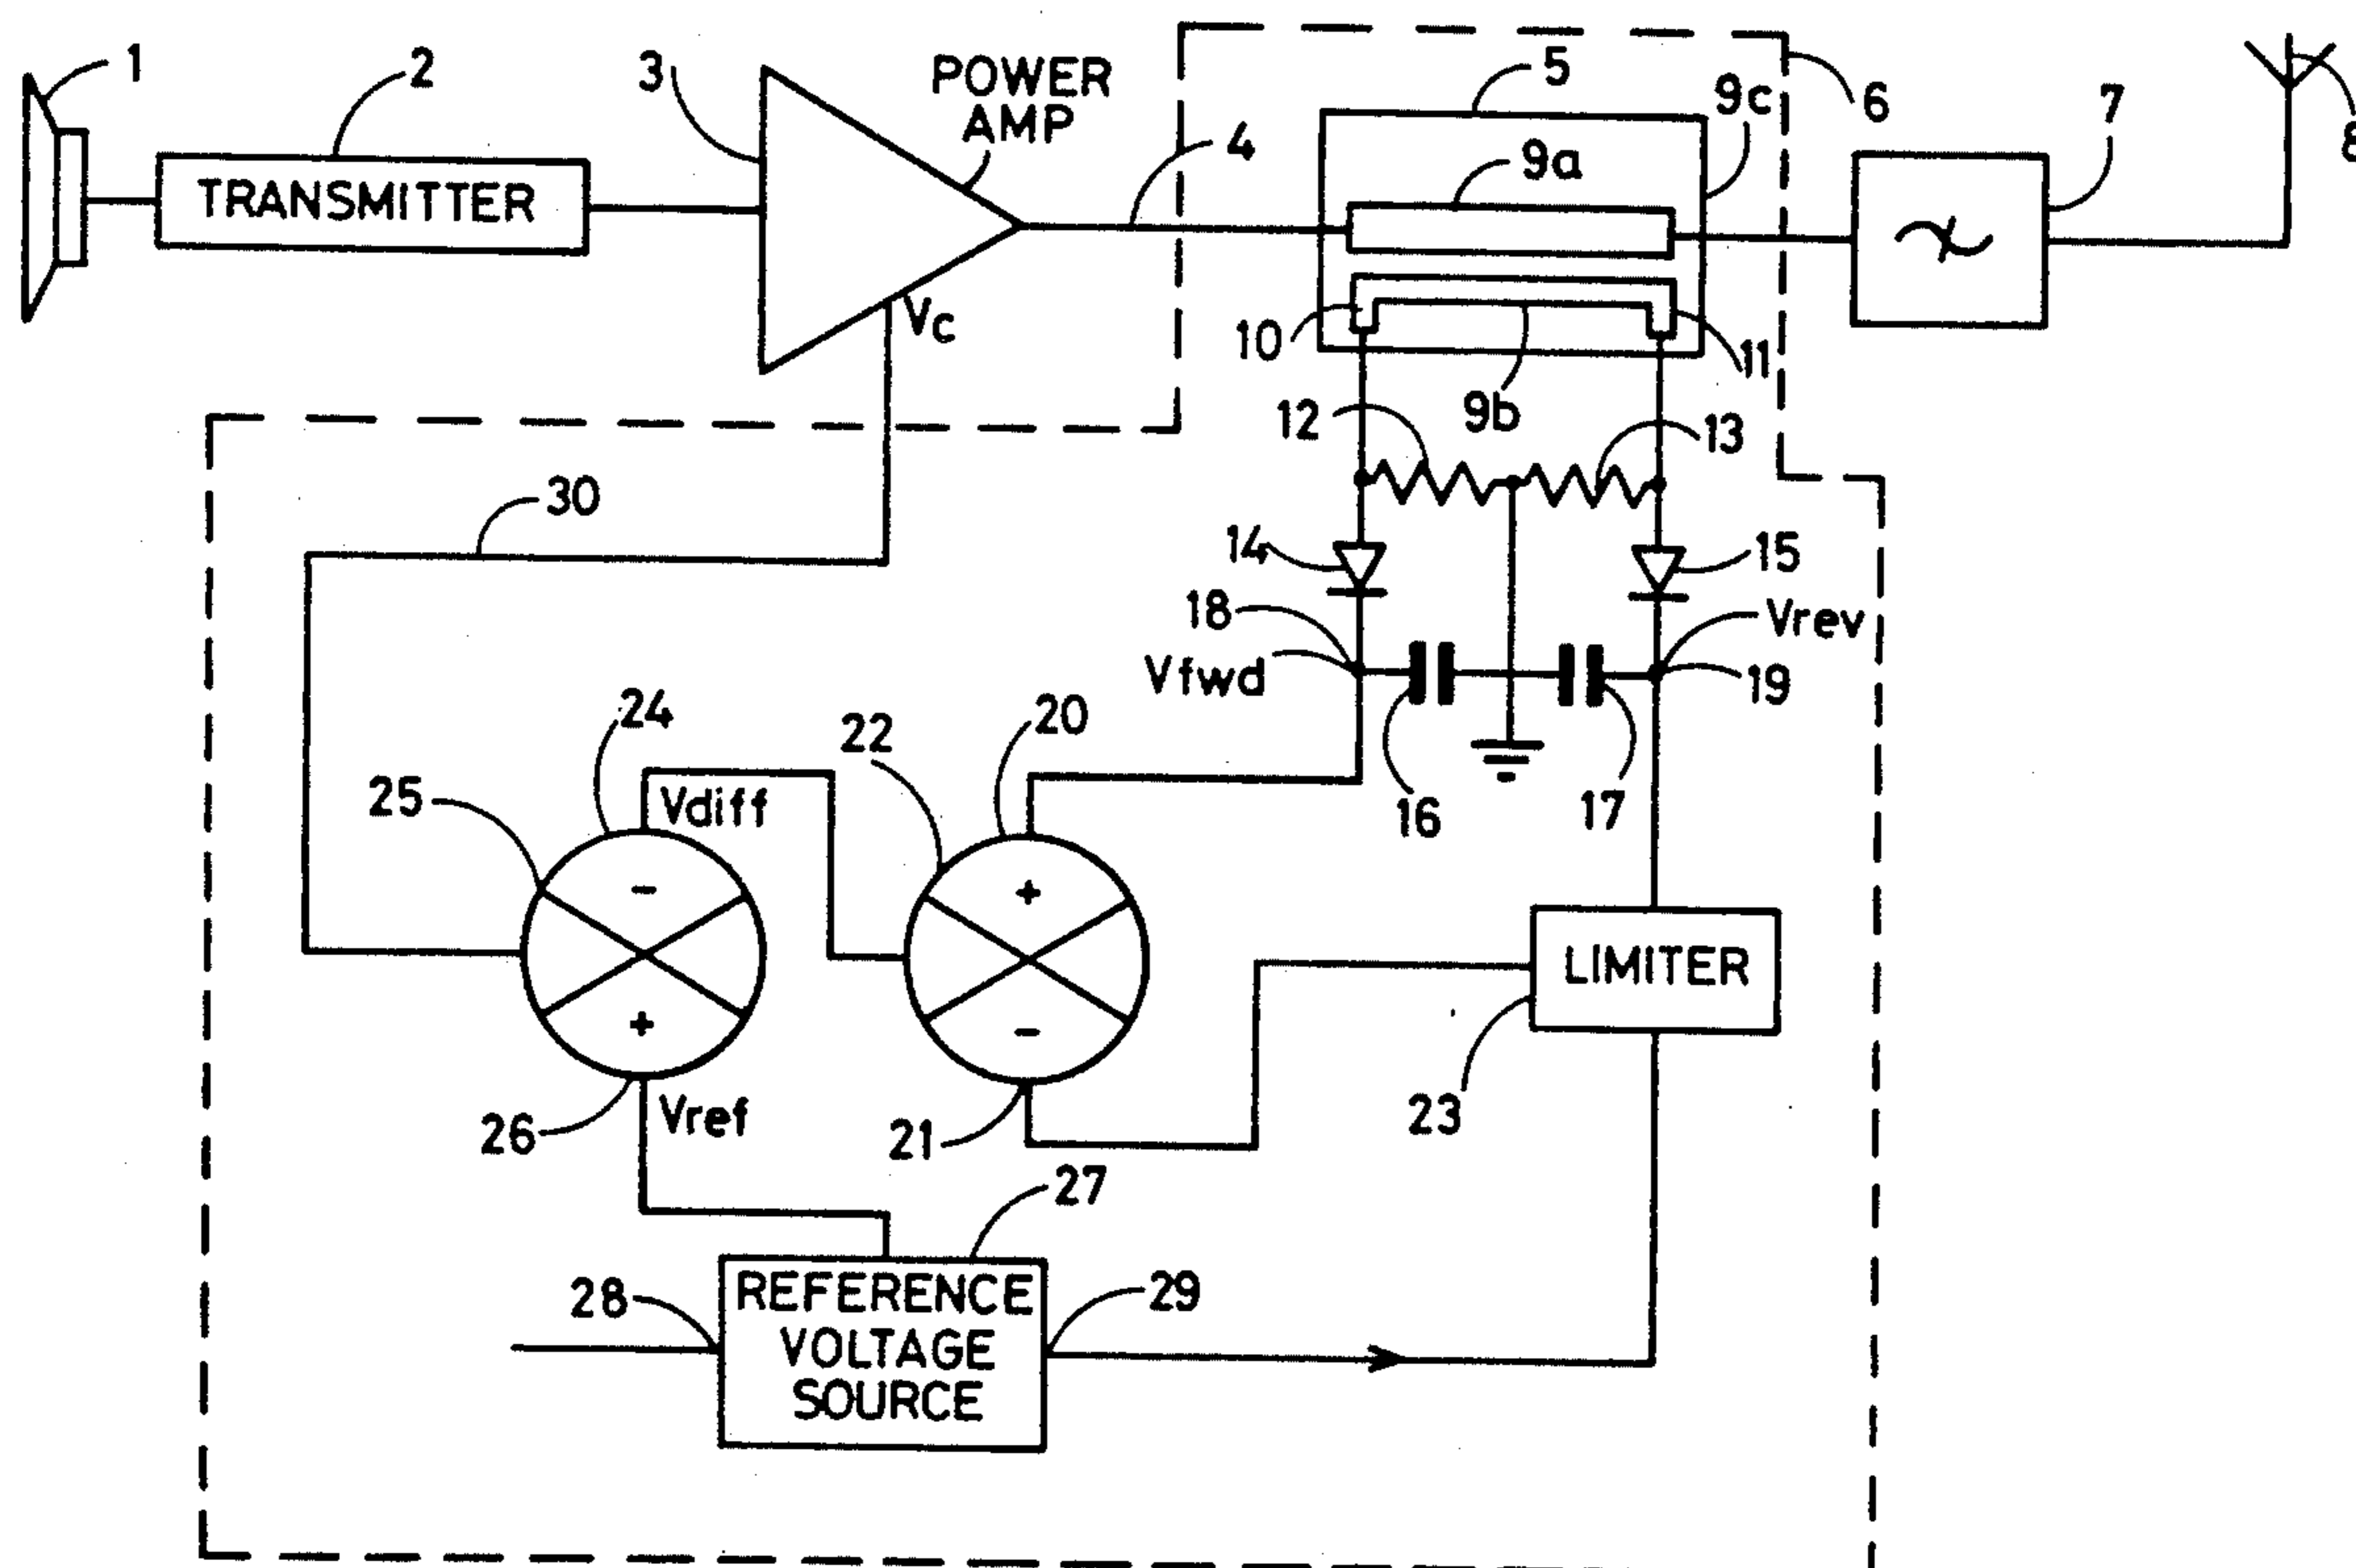 1
2
3
POWER
AMP
4
5
9c
6
7
8
9a
TRANSMITTER
Vc
10
11
9b
12
13
30
14
15
18
Vrev
Vfwd
19
24
22
20
25
Vdiff
16
17
-
+
LIMITER
+
-
26
Vref
21
23
27
28
REFERENCE
VOLTAGE
SOURCE
29